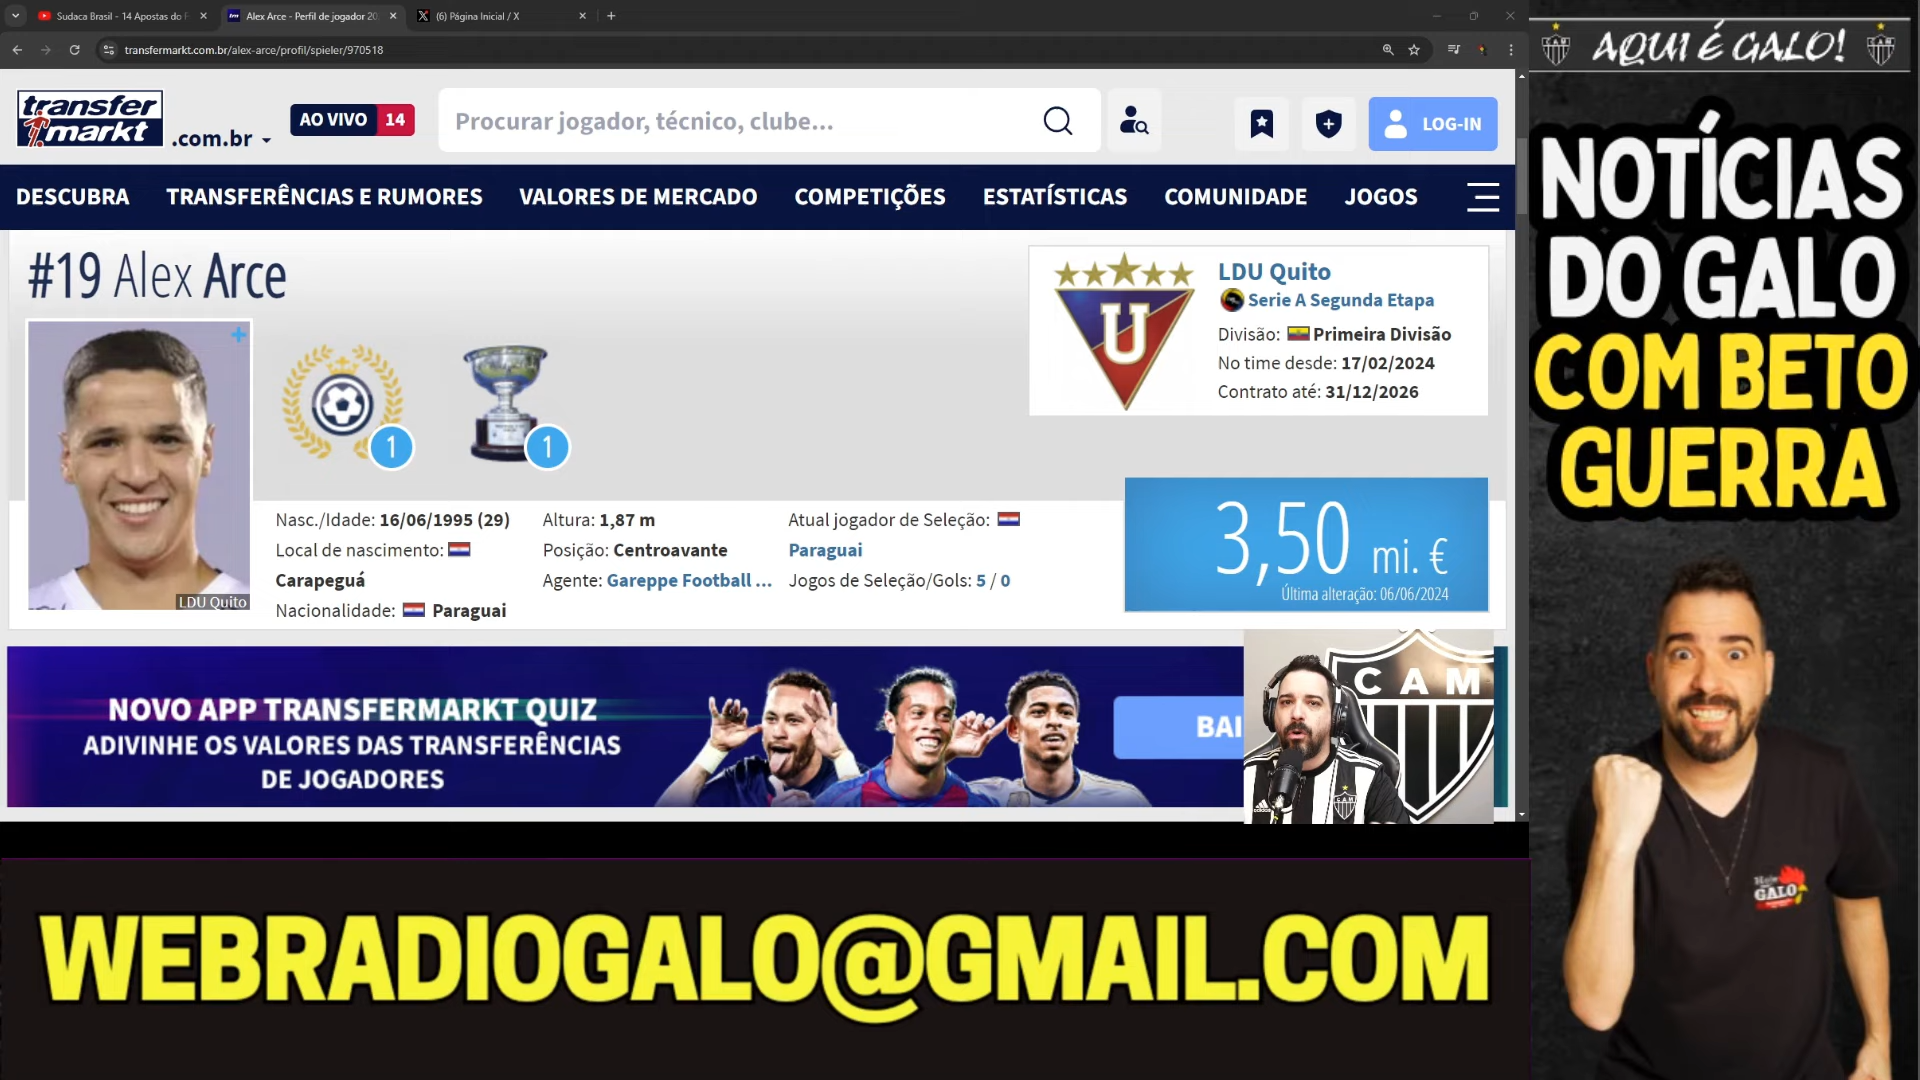 Sudaca Brasil - 14 Apostas do F
Alex Arce - Perfil de jogador 20
(6) Página Inicial / X
transfermarkt.com.br/alex-arce/profil/spieler/970518
AQUI É GALO!
transfer
markt
.com.br
AO VIVO 14
Procurar jogador, técnico, clube...
LOG-IN
DESCUBRA
TRANSFERÊNCIAS E RUMORES
VALORES DE MERCADO
COMPETIÇÕES
ESTATÍSTICAS
COMUNIDADE
JOGOS
#19 Alex Arce
LDU Quito
Serie A Segunda Etapa
Divisão: Primeira Divisão
No time desde: 17/02/2024
Contrato até: 31/12/2026
U
1
1
LDU Quito
Nasc./Idade: 16/06/1995 (29)
Local de nascimento:
Carapeguá
Nacionalidade: Paraguai
Altura: 1,87 m
Posição: Centroavante
Agente: Gareppe Football ...
Atual jogador de Seleção:
Paraguai
Jogos de Seleção/Gols: 5 / 0
3,50 mi. €
Última alteração: 06/06/2024
NOVO APP TRANSFERMARKT QUIZ
ADIVINHE OS VALORES DAS TRANSFERÊNCIAS
DE JOGADORES
BAI
CAM
NOTÍCIAS
DO GALO
COM BETO
GUERRA
GALO
WEBRADIOGALO@GMAIL.COM